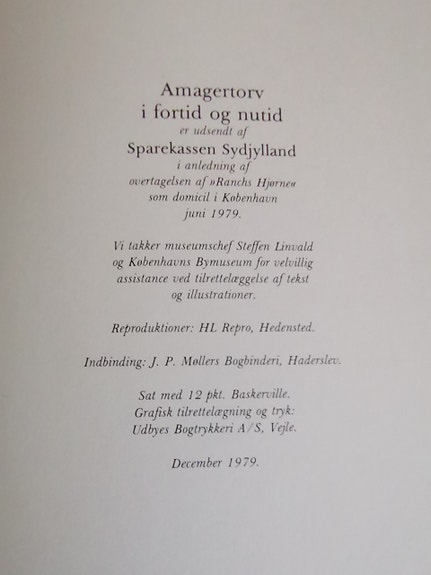 Amagertorv
i fortid og nutid
er udsendt af
Sparekassen Sydjylland
i anledning af
overtagelsen af »Ranchs Hjørne«
som domicil i København
juni 1979.
Vi takker museumschef Steffen Linvald
og Københavns Bymuseum for velvillig
assistance ved tilrettelæggelse af tekst
og illustrationer.
Reproduktioner: HL Repro, Hedensted.
Indbinding: J. P. Møllers Bogbinderi, Haderslev.
Sat med 12 pkt. Baskerville.
Grafisk tilrettelægning og tryk:
Udbyes Bogtrykkeri A/S, Vejle.
December 1979.